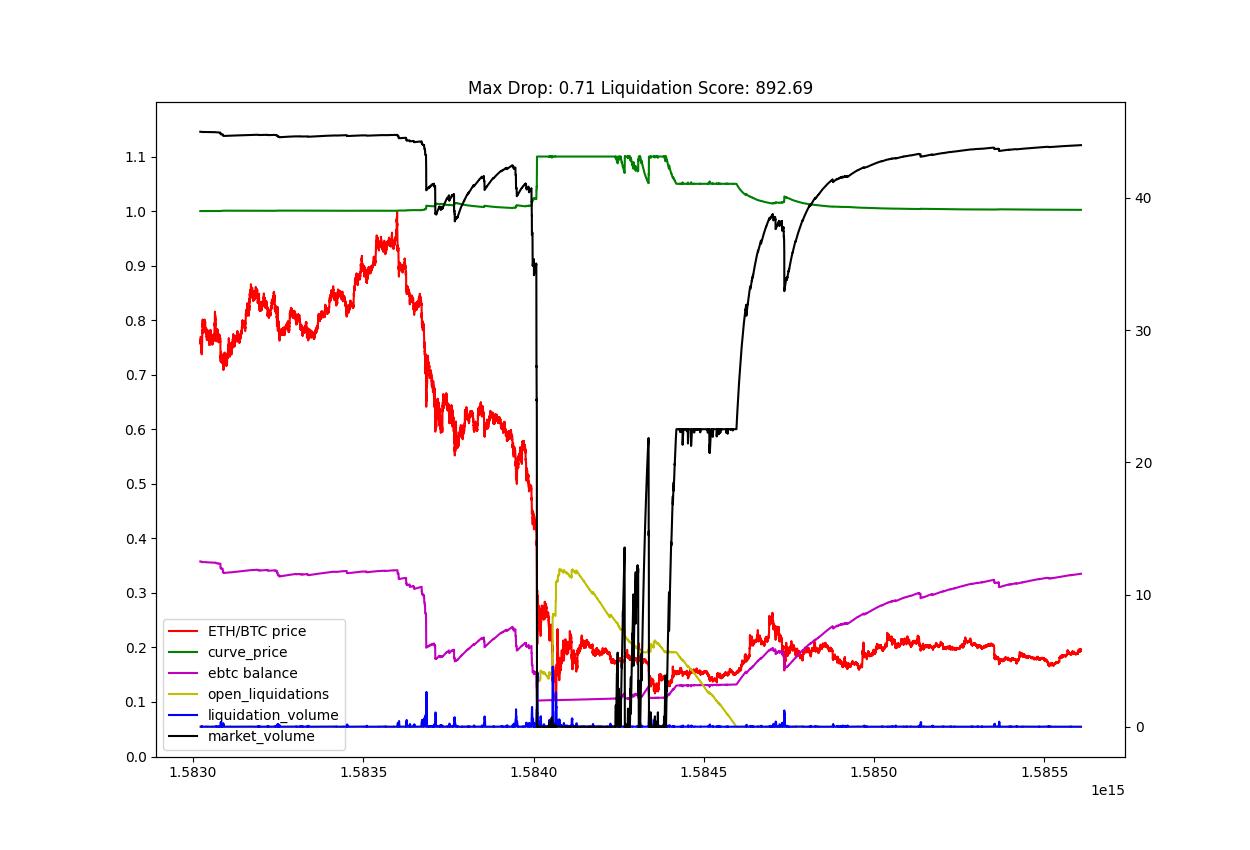 Max Drop: 0.71 Liquidation Score: 892.69
1.1
1.0
0.9
0.8
0.7
0.6
0.5
0.4
0.3
0.2
0.1
0.0
40
30
20
10
0
ETH/BTC price
curve_price
ebtc balance
open_liquidations
liquidation_volume
market_volume
1.5830 1.5835 1.5840 1.5845 1.5850 1.5855
1e15